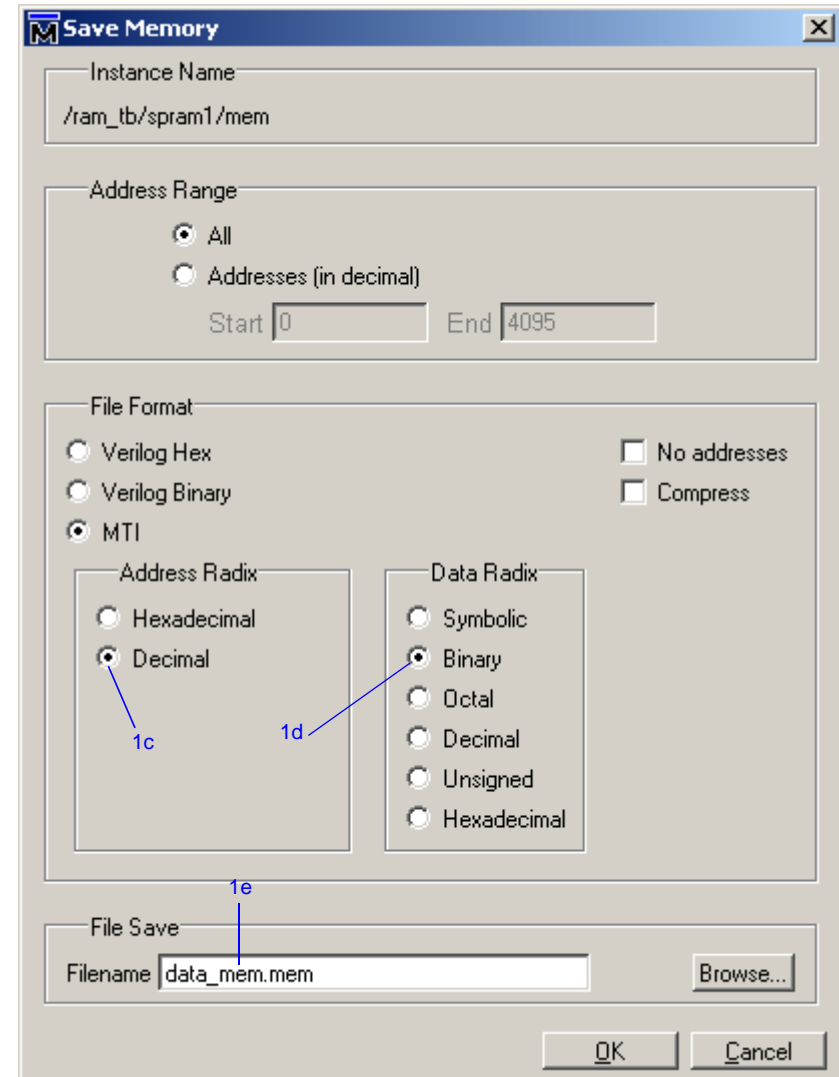 Save Memory
Instance Name
/ram_tb/spram1/mem
Address Range
All
Addresses (in decimal)
Start 0 End 4095
File Format
Verilog Hex
No addresses
Verilog Binary
Compress
MTI
Address Radix
Data Radix
Hexadecimal
Symbolic
Decimal
Binary
Octal
1c
1d
Decimal
Unsigned
Hexadecimal
1e
File Save
Filename data_mem.mem Browse...
OK Cancel